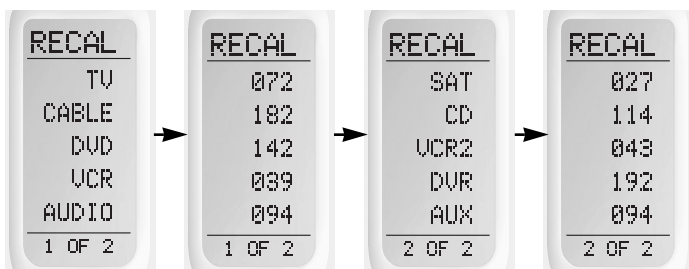 RECAL
TV
CABLE
DVD
VCR
AUDIO
1 OF 2
RECAL
072
182
142
039
094
1 OF 2
RECAL
SAT
CD
VCR2
DVR
AUX
2 OF 2
RECAL
027
114
043
192
094
2 OF 2